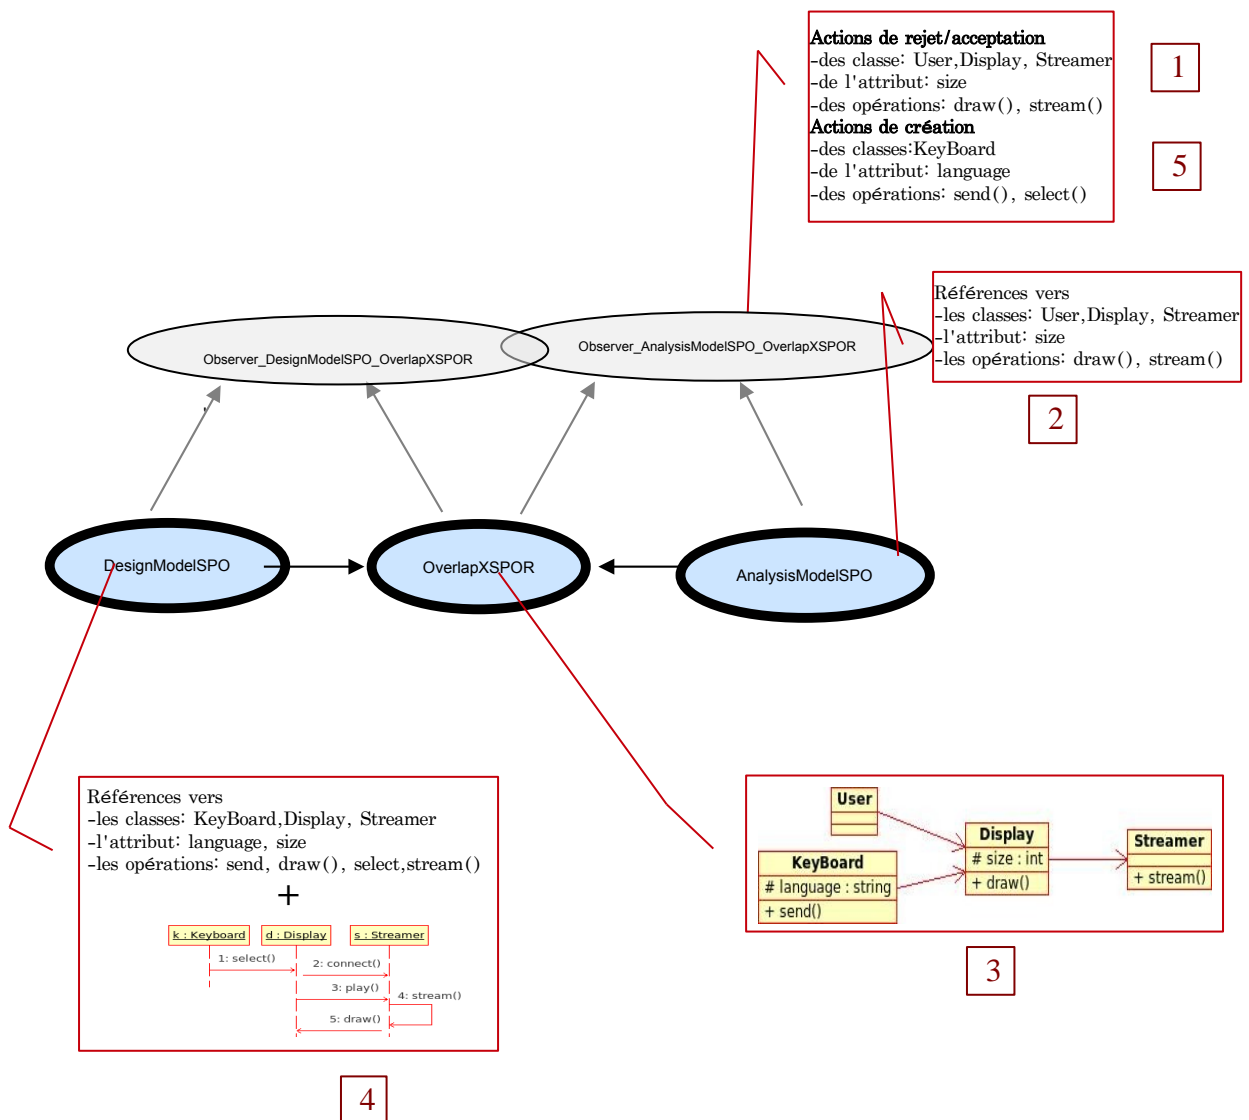 Actions de rejet/acceptation
-des classe: User,Display, Streamer
-de l'attribut: size
-des opérations: draw(), stream()
Actions de création
-des classes:KeyBoard
-de l'attribut: language
-des opérations: send(), select()
1
5
Références vers
-les classes: User,Display, Streamer
-l'attribut: size
-les opérations: draw(), stream()
2
Observer_DesignModelSPO_OverlapXSPOR
Observer_AnalysisModelSPO_OverlapXSPOR
DesignModelSPO
OverlapXSPOR
AnalysisModelSPO
Références vers
-les classes: KeyBoard,Display, Streamer
-l'attribut: language, size
-les opérations: send, draw(), select,stream()
+
k : Keyboard
d : Display
s : Streamer
1: select()
2: connect()
3: play()
4: stream()
5: draw()
4
User
KeyBoard
# language : string
+ send()
Display
# size : int
+ draw()
Streamer
+ stream()
3